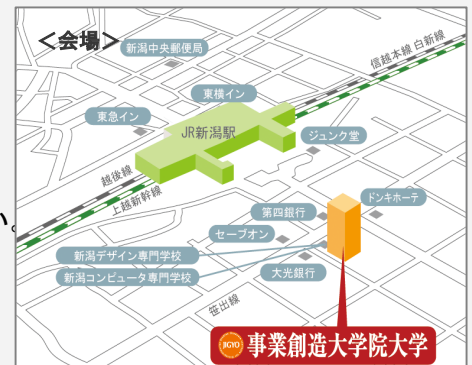 <会場>
新潟中央郵便局
信越本線 白新線
東横イン
東急イン
JR新潟駅
ジュンク堂
越後線
上越新幹線
い。
ドンキホーテ
第四銀行
セーブオン
新潟デザイン専門学校
大光銀行
新潟コンピュータ専門学校
笹出線
JIGYO 事業創造大学院大学